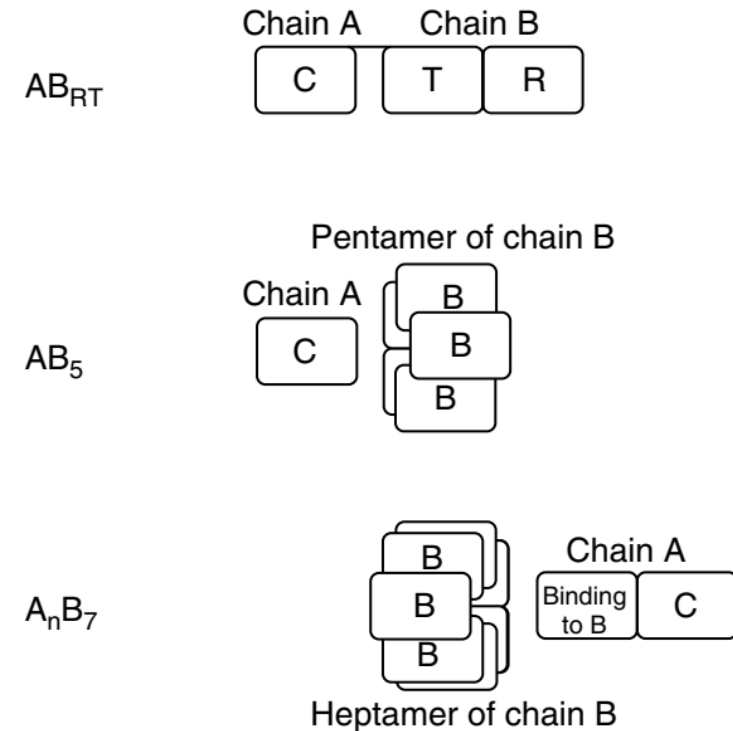 Chain A Chain B
AB_RT C T R
Pentamer of chain B
Chain A
B
AB_5 C B
B
Chain A
B
A_nB_7 B Binding to B C
B
Heptamer of chain B